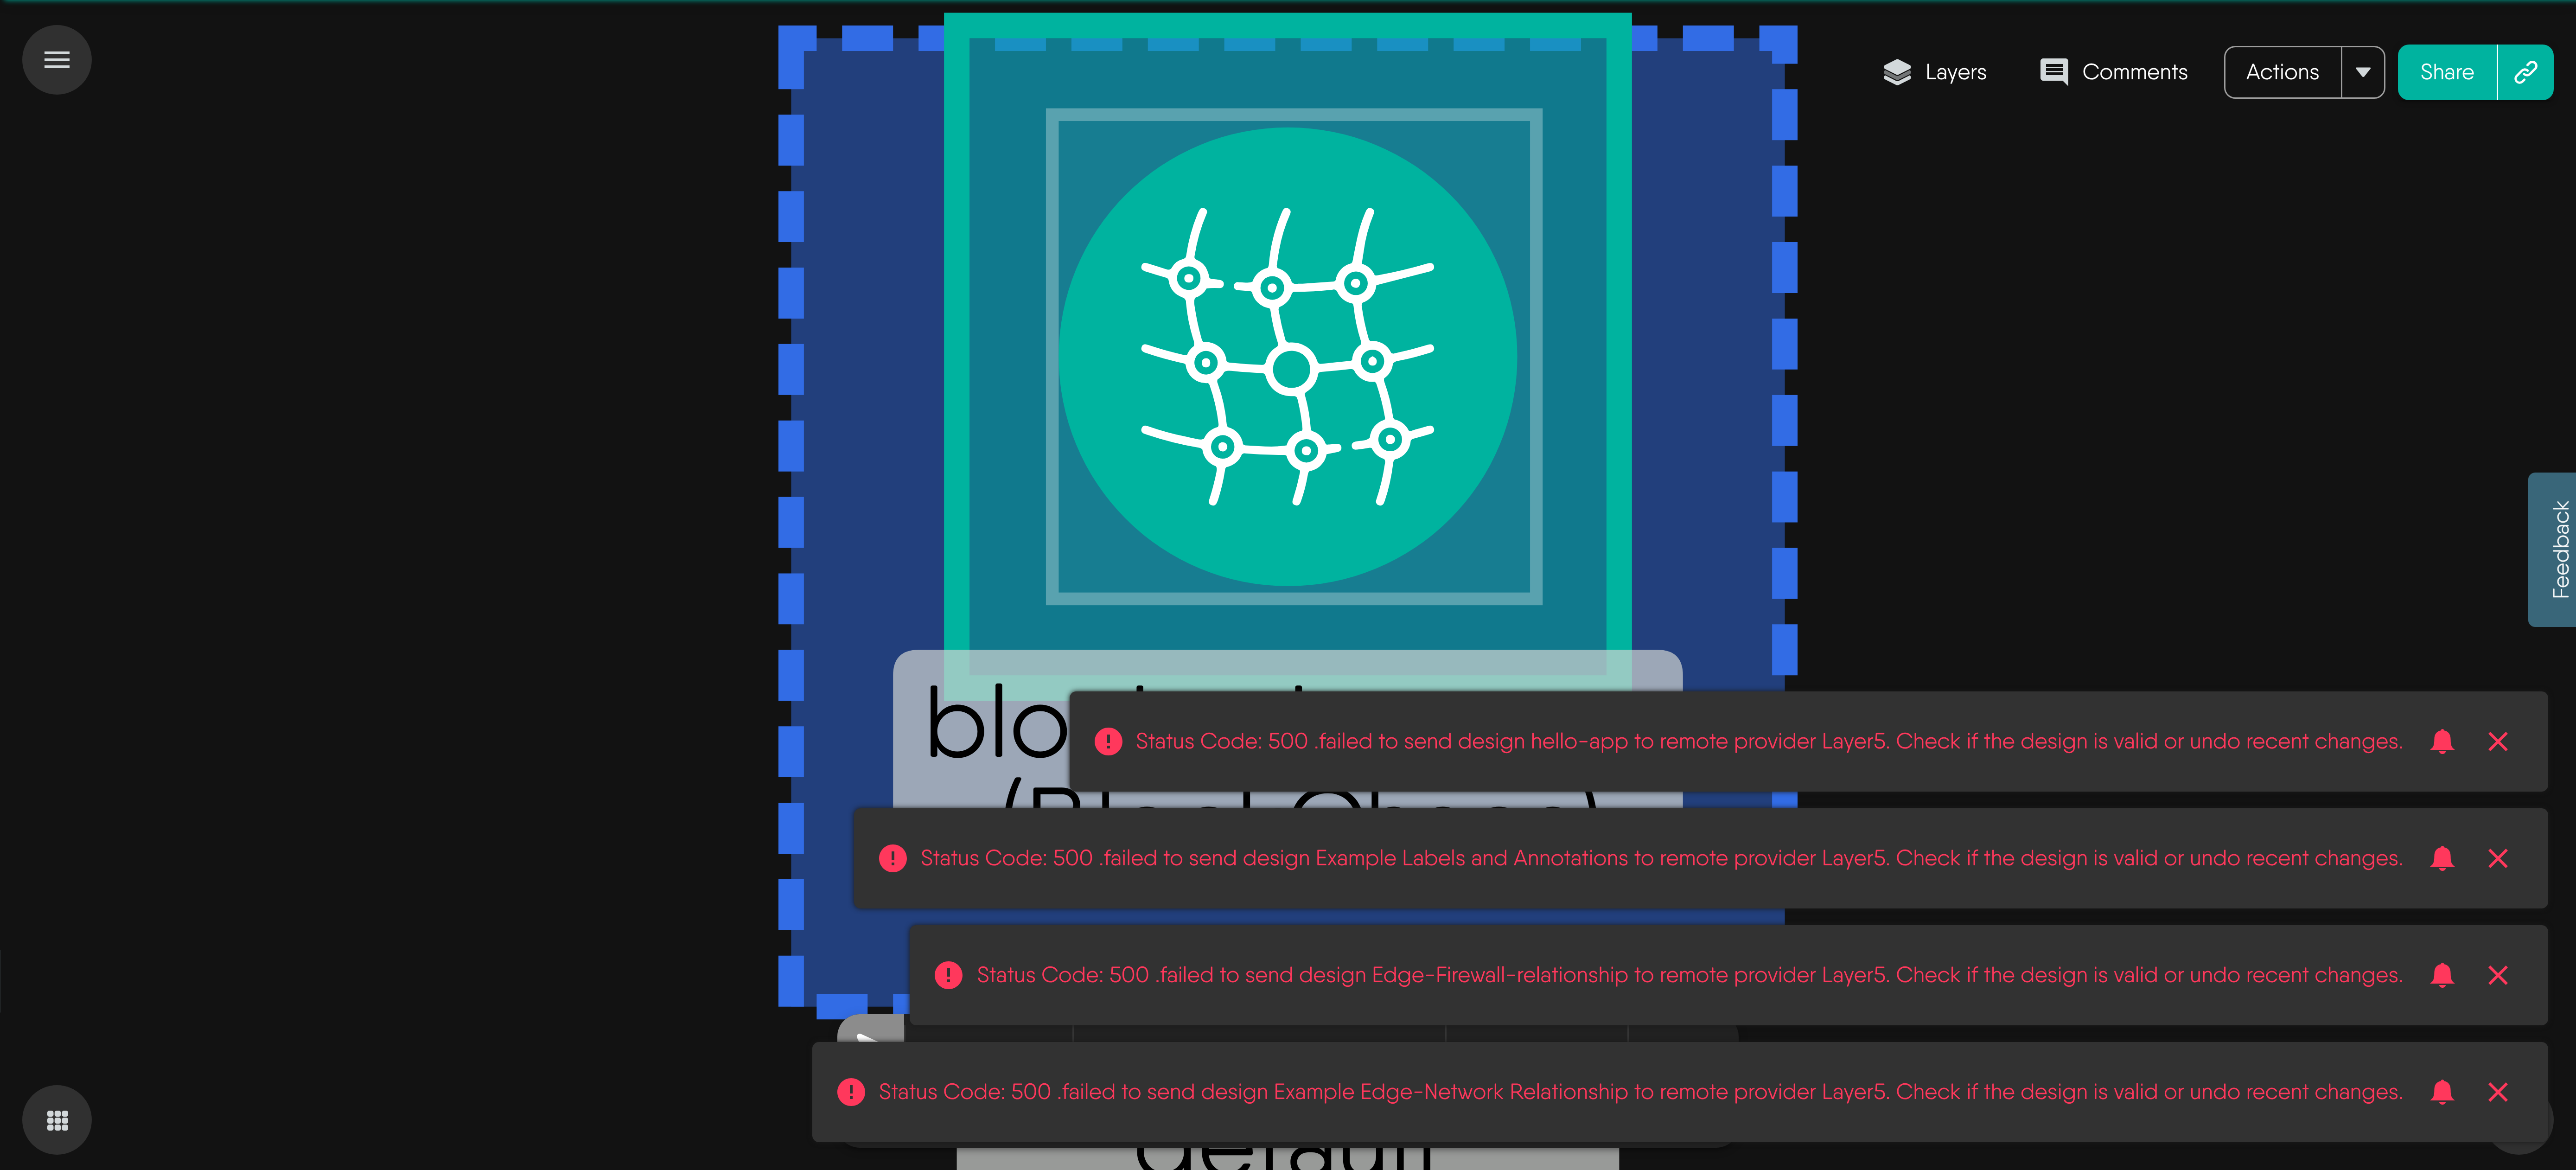 Layers
Comments
Actions
Share
Feedback
Status Code: 500 .failed to send design hello-app to remote provider Layer5. Check if the design is valid or undo recent changes.
Status Code: 500 .failed to send design Example Labels and Annotations to remote provider Layer5. Check if the design is valid or undo recent changes.
Status Code: 500 .failed to send design Edge-Firewall-relationship to remote provider Layer5. Check if the design is valid or undo recent changes.
Status Code: 500 .failed to send design Example Edge-Network Relationship to remote provider Layer5. Check if the design is valid or undo recent changes.
default